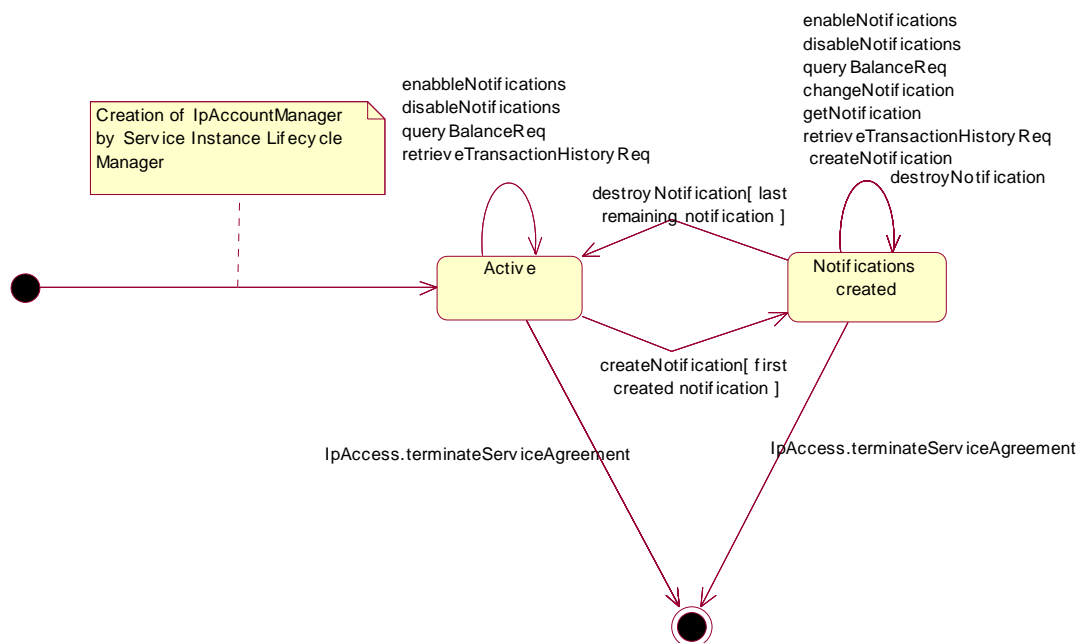 enableNotifications
disableNotifications
queryBalanceReq
changeNotification
getNotification
retrieveTransactionHistoryReq
createNotification
destroyNotification
enabbleNotifications
disableNotifications
queryBalanceReq
retrieveTransactionHistoryReq
Creation of IpAccountManager
by Service Instance Lifecycle
Manager
destroyNotification[ last
remaining notification ]
Active
Notifications
created
createNotification[ first
created notification ]
IpAccess.terminateServiceAgreement
IpAccess.terminateServiceAgreement